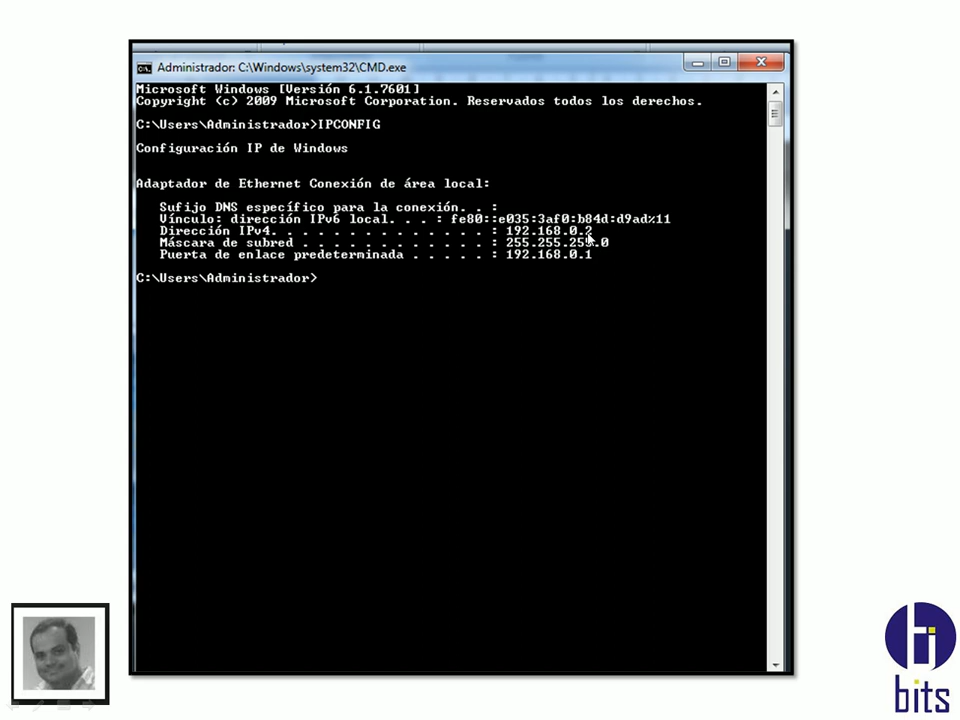 Administrador: C:\Windows\system32\CMD.exe
Microsoft Windows [Versión 6.1.7601]
Copyright (c) 2009 Microsoft Corporation. Reservados todos los derechos.
C:\Users\Administrador>IPCONFIG
Configuración IP de Windows
Adaptador de Ethernet Conexión de área local:
Sufijo DNS específico para la conexión. . :
Vínculo: dirección IPv6 local. . . : fe80::e035:3af0:b84d:d9ad%11
Dirección IPv4. . . . . . . . . . . . . . : 192.168.0.2
Máscara de subred . . . . . . . . . . . . : 255.255.255.0
Puerta de enlace predeterminada . . . . . : 192.168.0.1
C:\Users\Administrador>
bits